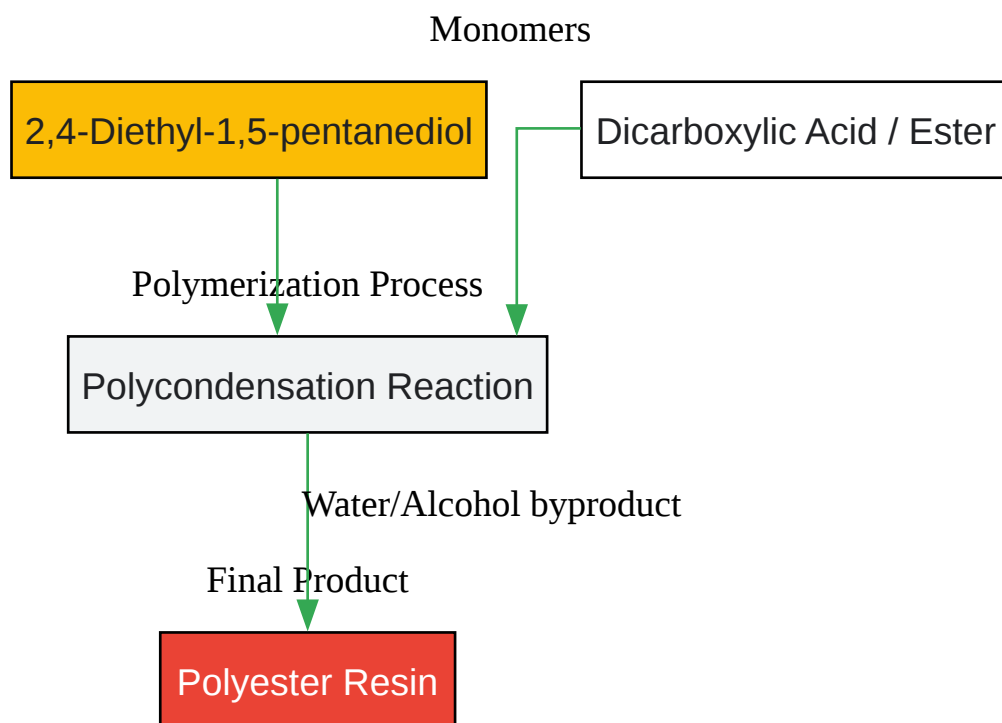 Monomers
2,4-Diethyl-1,5-pentanediol
Dicarboxylic Acid / Ester
Polymerization Process
Polycondensation Reaction
Water/Alcohol byproduct
Final Product
Polyester Resin